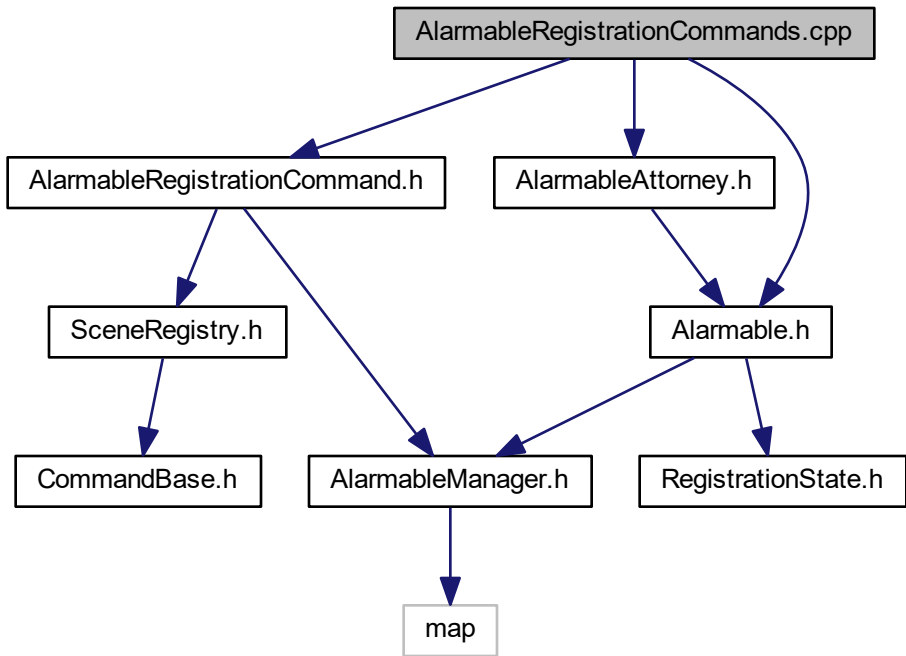 AlarmableRegistrationCommands.cpp
AlarmableRegistrationCommand.h
AlarmableAttorney.h
SceneRegistry.h
Alarmable.h
CommandBase.h
AlarmableManager.h
RegistrationState.h
map